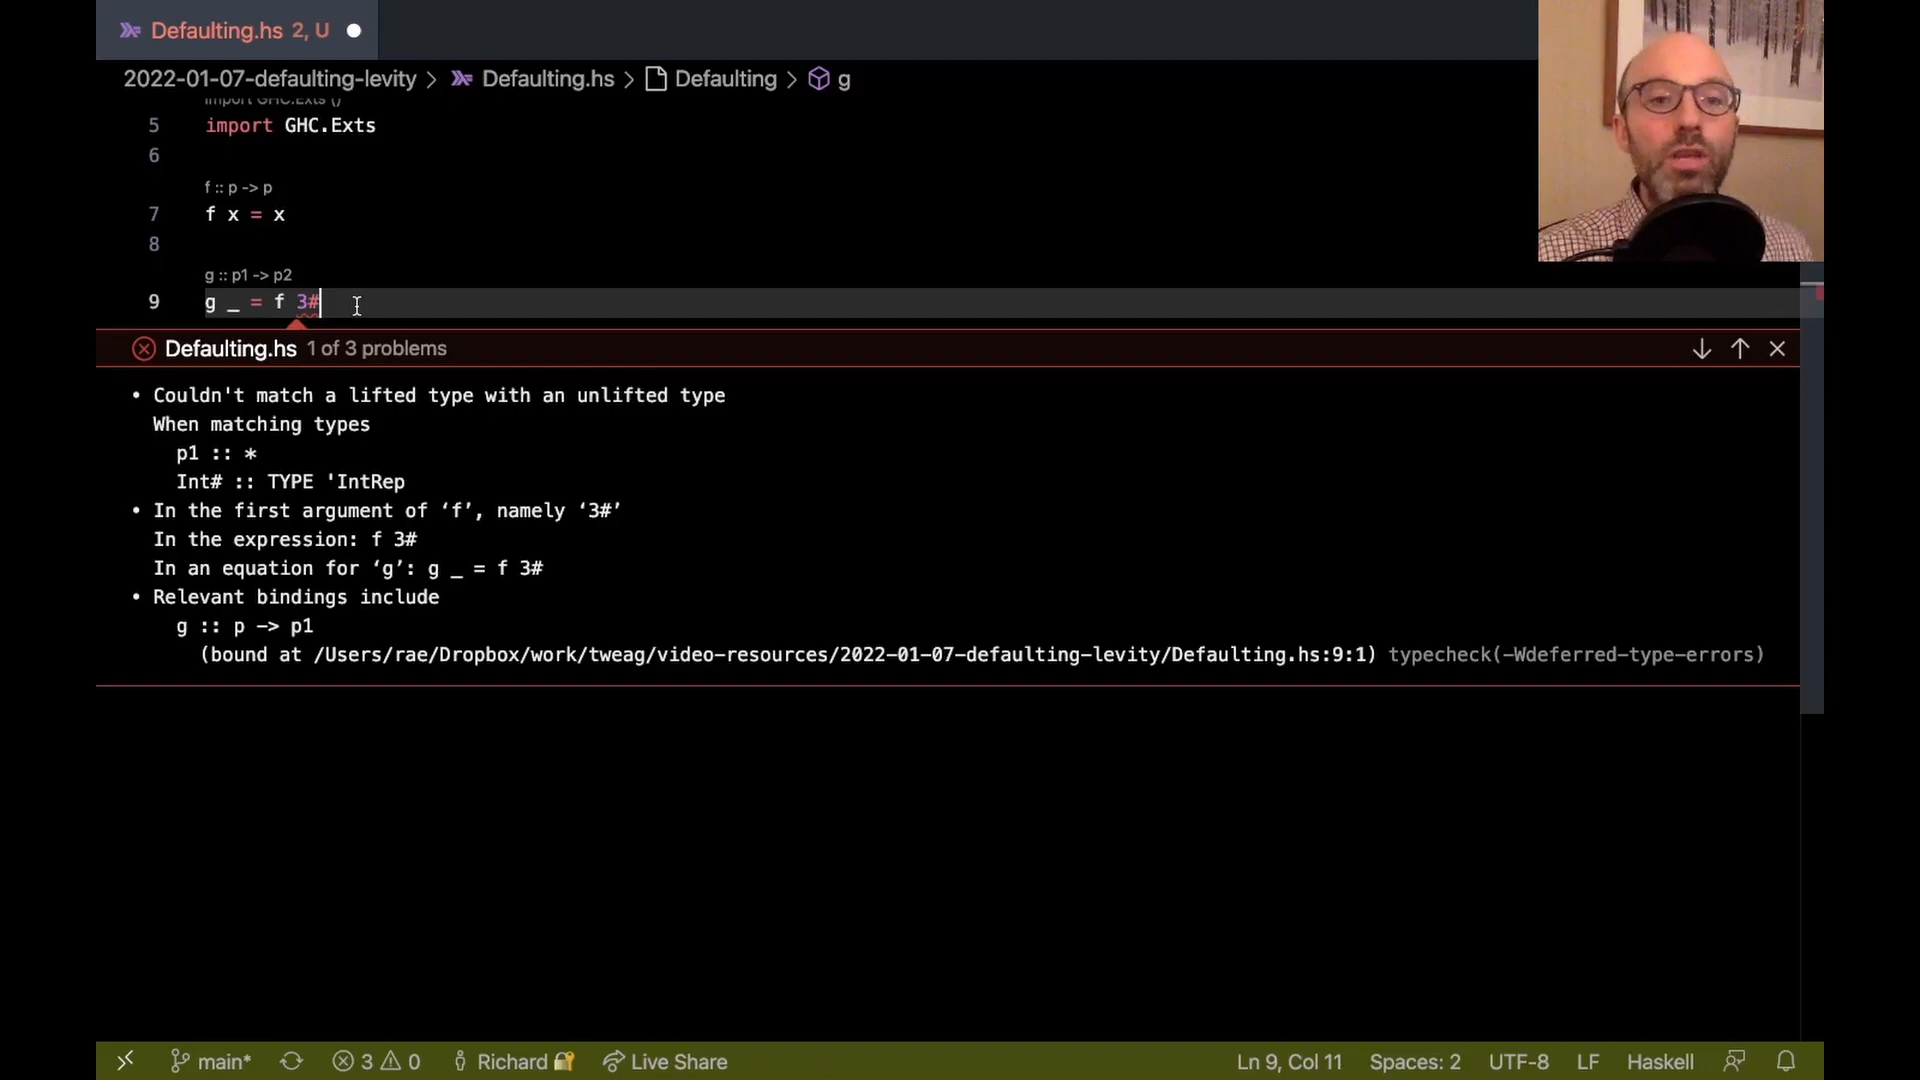 Defaulting.hs 2, U
2022-01-07-defaulting-levity > Defaulting.hs > Defaulting > g
import GHC.Exts ()
5 import GHC.Exts
6
f :: p -> p
7 f x = x
8
g :: p1 -> p2
9 g _ = f 3#
Defaulting.hs 1 of 3 problems
• Couldn't match a lifted type with an unlifted type
When matching types
p1 :: *
Int# :: TYPE 'IntRep
• In the first argument of ‘f’, namely ‘3#’
In the expression: f 3#
In an equation for ‘g’: g _ = f 3#
• Relevant bindings include
g :: p -> p1
(bound at /Users/rae/Dropbox/work/tweag/video-resources/2022-01-07-defaulting-levity/Defaulting.hs:9:1) typecheck(-Wdeferred-type-errors)
main* 3 0 Richard Live Share Ln 9, Col 11 Spaces: 2 UTF-8 LF Haskell